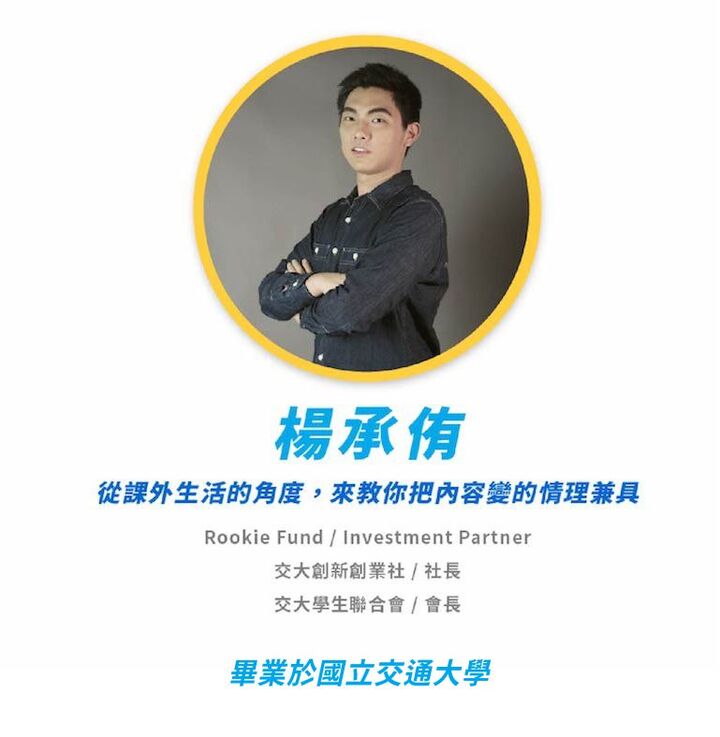 楊承侑
從課外生活的角度，來教你把內容變的情理兼具
Rookie Fund / Investment Partner
交大創新創業社 / 社長
交大學生聯合會 / 會長
畢業於國立交通大學